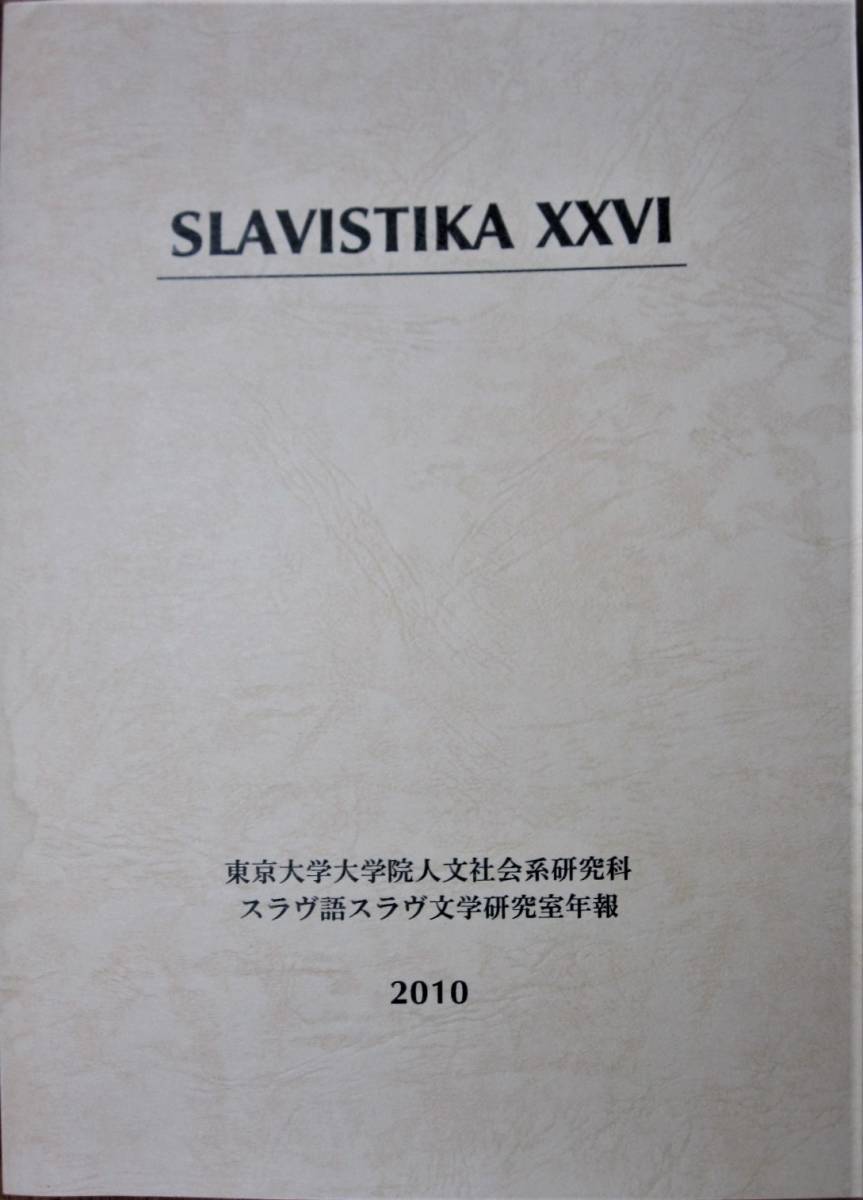 SLAVISTIKA XXVI
東京大学大学院人文社会系研究科
スラヴ語スラヴ文学研究室年報
2010